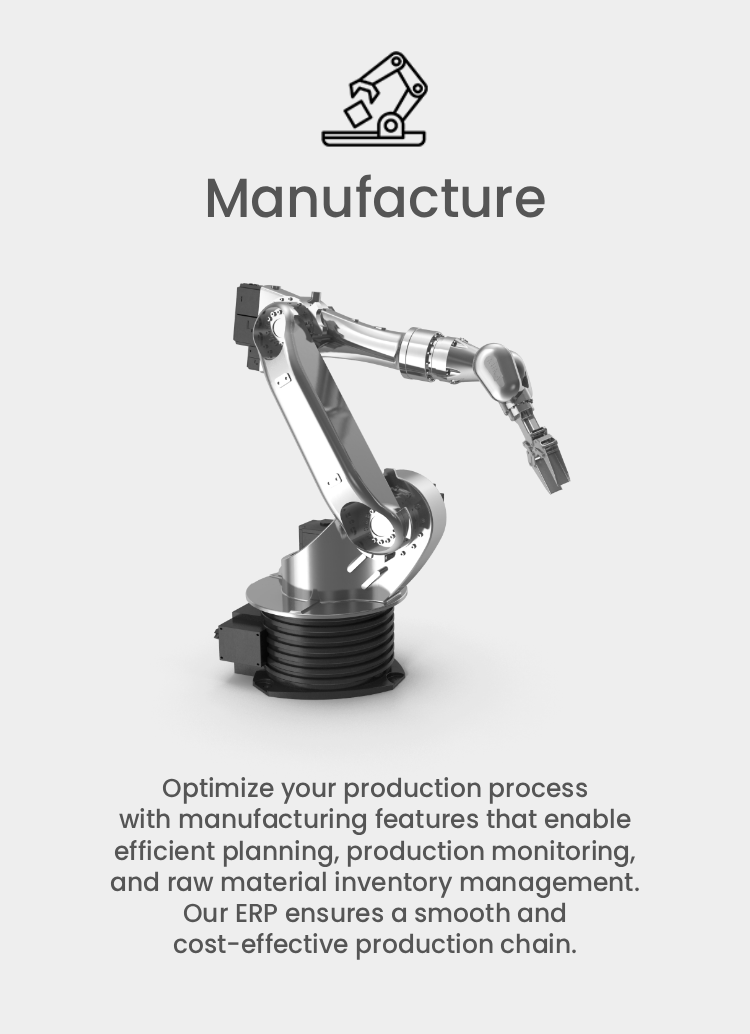 Manufacture
Optimize your production process
with manufacturing features that enable
efficient planning, production monitoring,
and raw material inventory management.
Our ERP ensures a smooth and
cost-effective production chain.